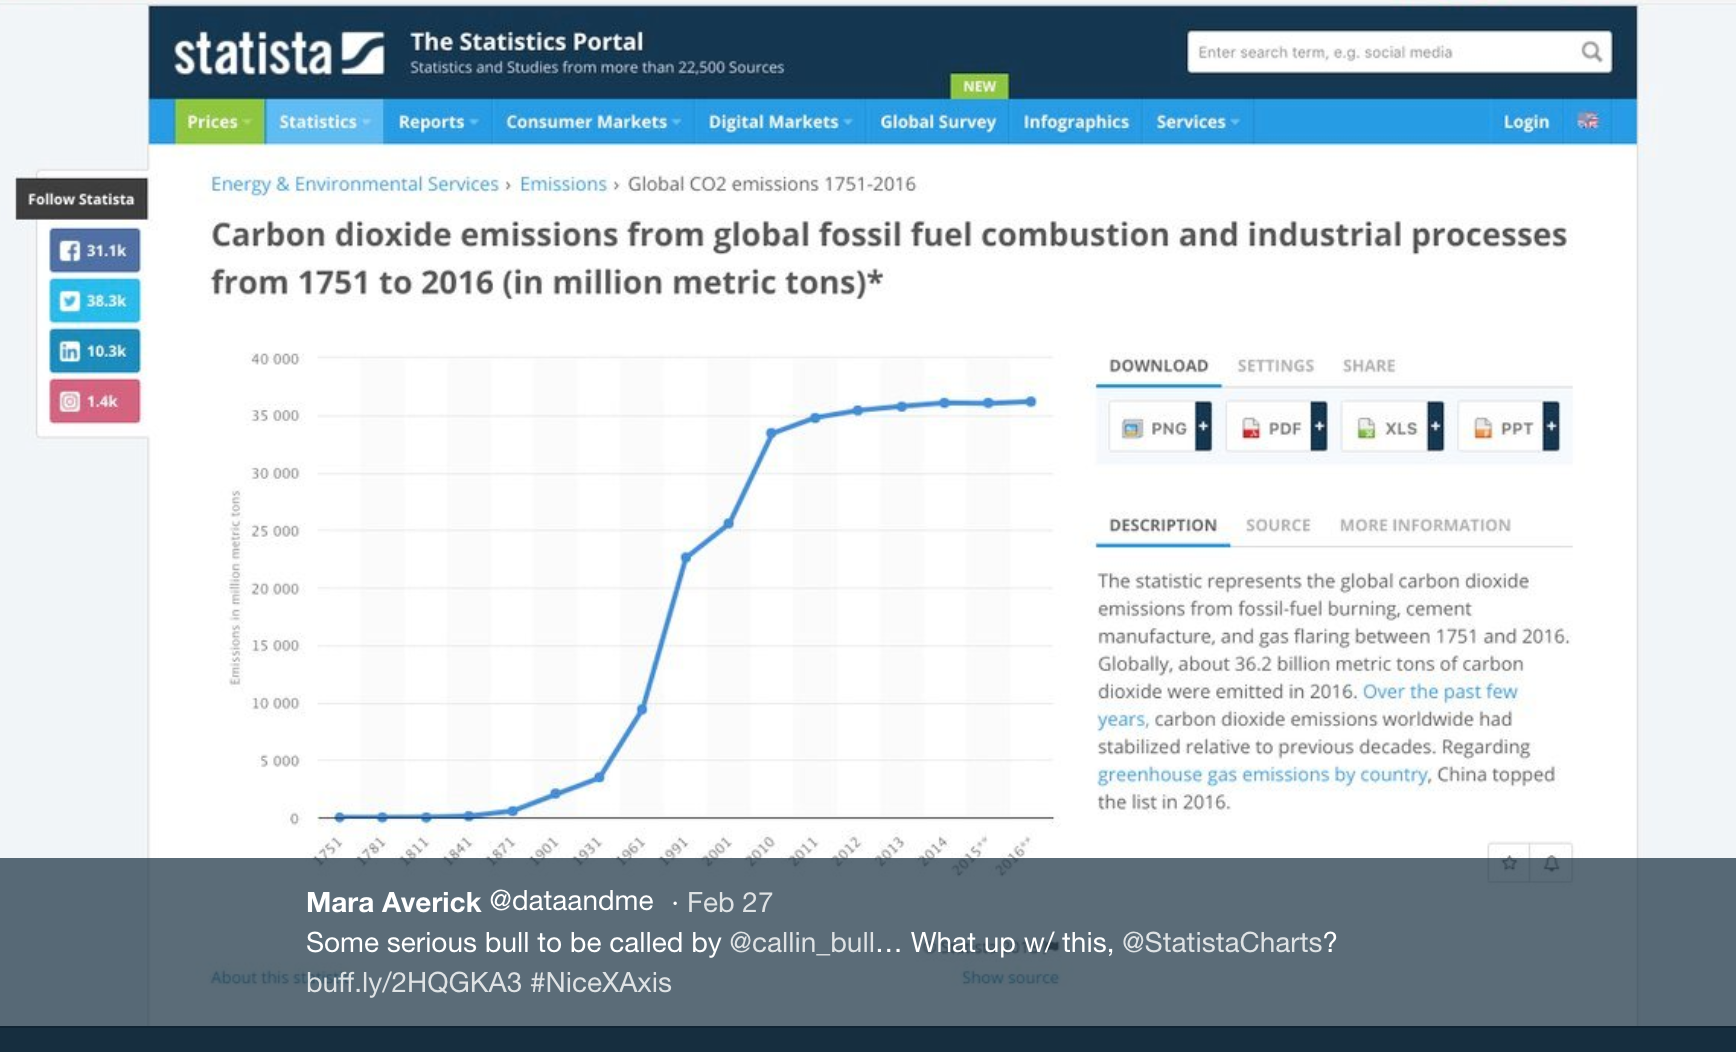 statista
The Statistics Portal
Statistics and Studies from more than 22,500 Sources
Enter search term, e.g. social media
NEW
Prices
Statistics
Reports
Consumer Markets
Digital Markets
Global Survey
Infographics
Services
Login
Follow Statista
31.1k
38.3k
in 10.3k
1.4k
Energy & Environmental Services › Emissions › Global CO2 emissions 1751-2016
Carbon dioxide emissions from global fossil fuel combustion and industrial processes
from 1751 to 2016 (in million metric tons)*
Emissions in million metric tons
40 000
35 000
30 000
25 000
20 000
15 000
10 000
5 000
0
1751
1781
1811
1841
1871
1901
1931
1961
1991
2001
2010
2011
2012
2013
2014
2015**
2016**
DOWNLOAD
SETTINGS
SHARE
PNG +
PDF +
XLS +
PPT +
DESCRIPTION
SOURCE
MORE INFORMATION
The statistic represents the global carbon dioxide
emissions from fossil-fuel burning, cement
manufacture, and gas flaring between 1751 and 2016.
Globally, about 36.2 billion metric tons of carbon
dioxide were emitted in 2016. Over the past few
years, carbon dioxide emissions worldwide had
stabilized relative to previous decades. Regarding
greenhouse gas emissions by country, China topped
the list in 2016.
Mara Averick @dataandme · Feb 27
Some serious bull to be called by @callin_bull… What up w/ this, @StatistaCharts?
buff.ly/2HQGKA3 #NiceXAxis
About this
Show source